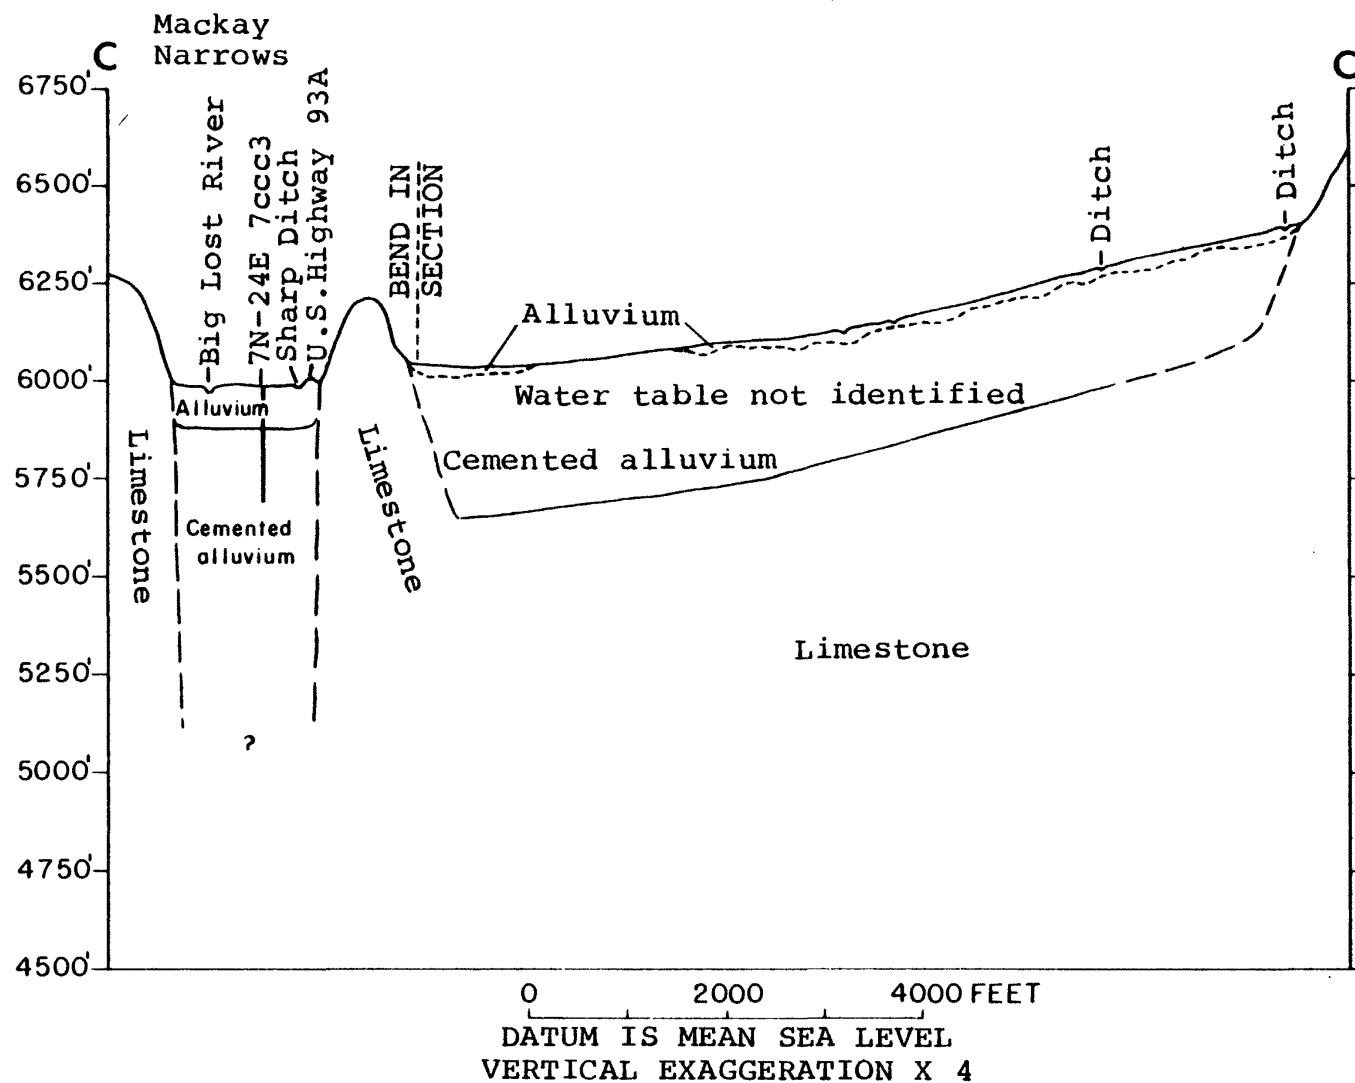 Mackay
Narrows
C
C
6750'
6500'
6250'
6000'
5750'
5500'
5250'
5000'
4750'
4500'
Big Lost River
7N-24E 7ccc3
Sharp Ditch
U.S.Highway 93A
BEND IN
SECTION
Ditch
Ditch
Alluvium
Alluvium
Water table not identified
Cemented alluvium
Limestone
Limestone
Cemented
alluvium
Limestone
?
0 2000 4000 FEET
DATUM IS MEAN SEA LEVEL
VERTICAL EXAGGERATION X 4